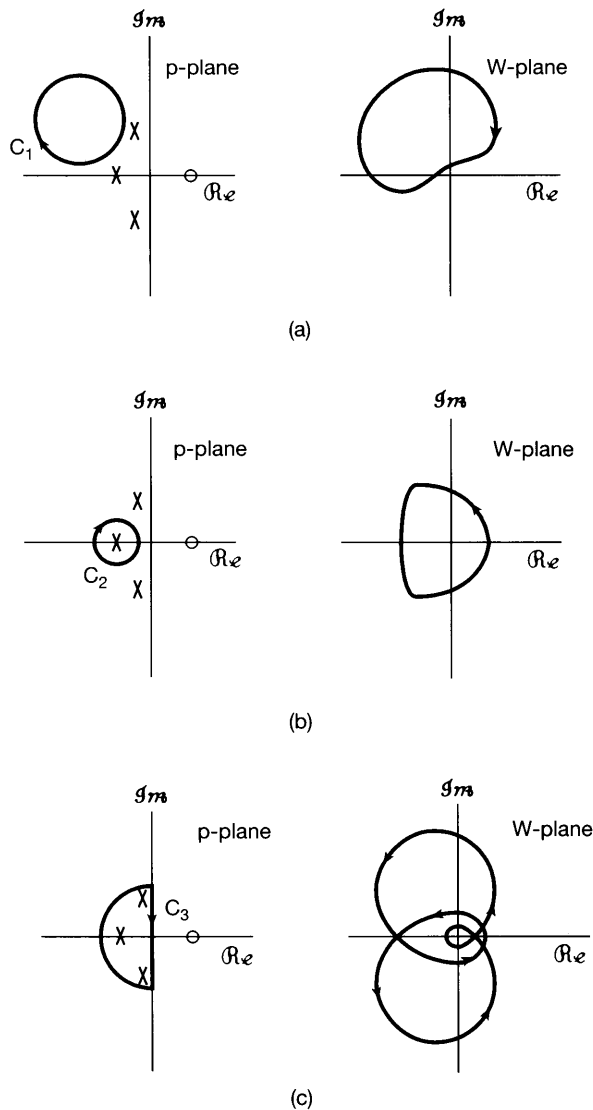 ℐ𝓂
p-plane
C₁
X
X
X
ℛℯ
ℐ𝓂
W-plane
ℛℯ
(a)
ℐ𝓂
p-plane
X
X
C₂
X
ℛℯ
ℐ𝓂
W-plane
ℛℯ
(b)
ℐ𝓂
p-plane
X
C₃
X
X
ℛℯ
ℐ𝓂
W-plane
ℛℯ
(c)